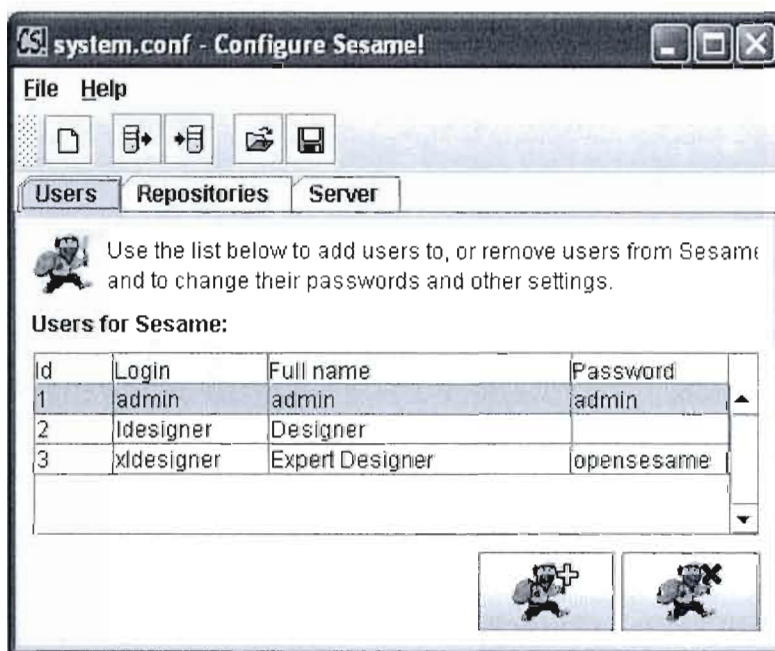 CS! system.conf - Configure Sesame!
File Help
Users Repositories Server
Use the list below to add users to, or remove users from Sesame
and to change their passwords and other settings.
Users for Sesame:
Id Login Full name Password
1 admin admin admin
2 ldesigner Designer
3 xldesigner Expert Designer opensesame